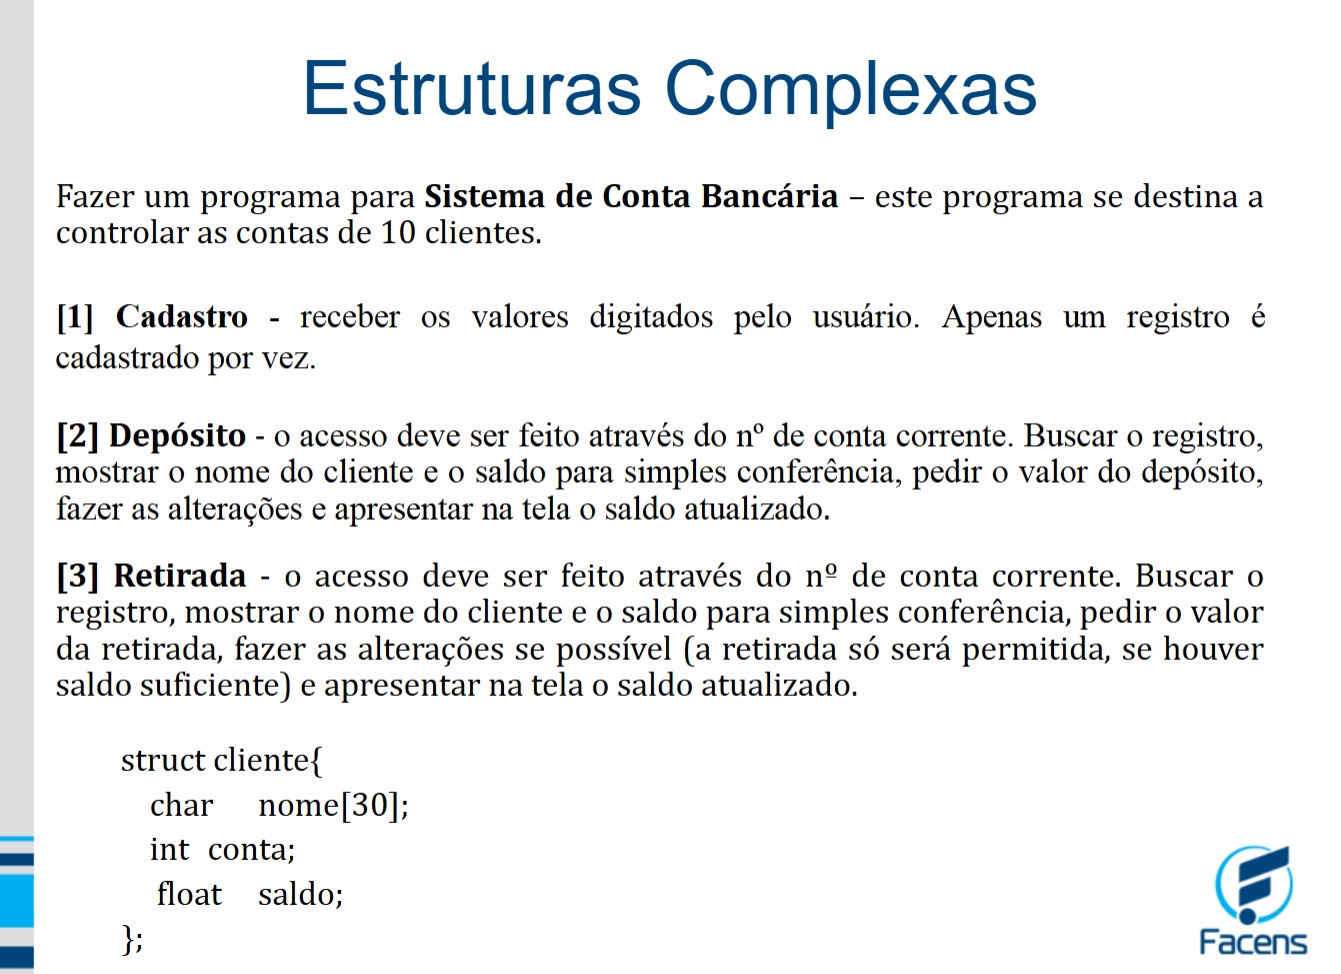 Estruturas Complexas
Fazer um programa para Sistema de Conta Bancária – este programa se destina a
controlar as contas de 10 clientes.
[1] Cadastro - receber os valores digitados pelo usuário. Apenas um registro é
cadastrado por vez.
[2] Depósito - o acesso deve ser feito através do nº de conta corrente. Buscar o registro,
mostrar o nome do cliente e o saldo para simples conferência, pedir o valor do depósito,
fazer as alterações e apresentar na tela o saldo atualizado.
[3] Retirada - o acesso deve ser feito através do nº de conta corrente. Buscar o
registro, mostrar o nome do cliente e o saldo para simples conferência, pedir o valor
da retirada, fazer as alterações se possível (a retirada só será permitida, se houver
saldo suficiente) e apresentar na tela o saldo atualizado.
struct cliente{
char nome[30];
int conta;
float saldo;
};
Facens